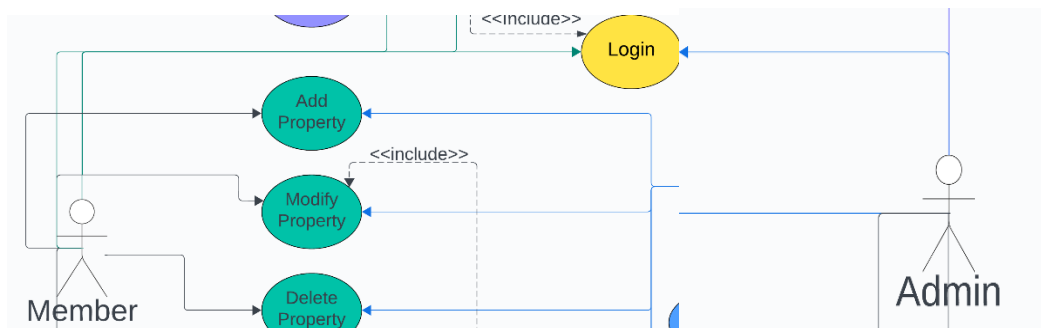 <<include>>
Login
Add
Property
<<include>>
Modify
Property
Delete
Property
Member
Admin